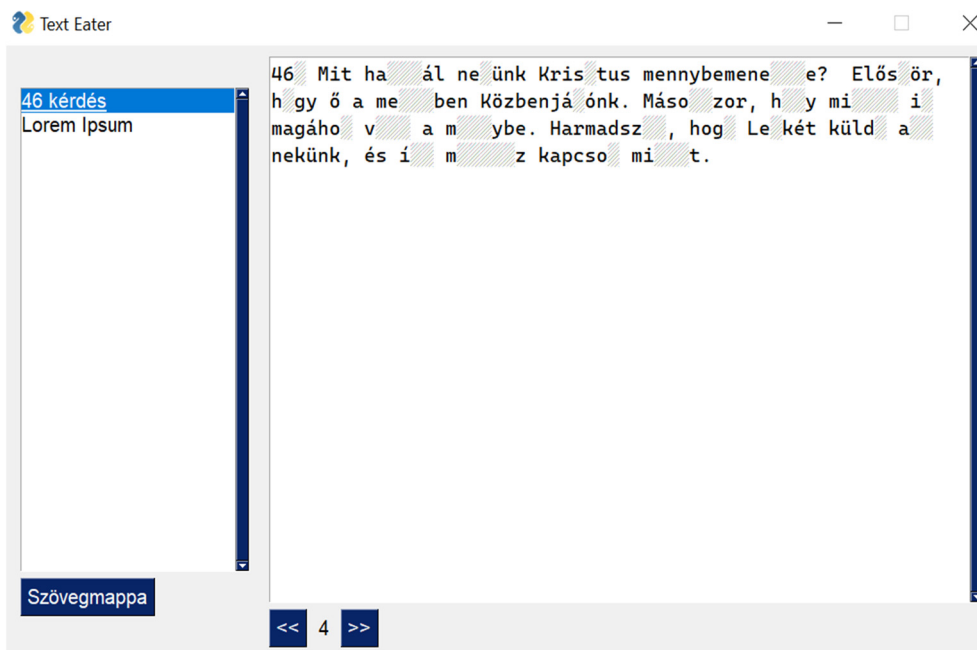 Text Eater
46 kérdés
Lorem Ipsum
Szövegmappa
46░ Mit ha░░░ál ne░ünk Kris░tus mennybemene░░░e?  Elős░ör,
h░gy ő a me░░ben Közbenjá░ónk. Máso░░zor, h░░y mi░░░░ i░
magáho░ v░░░ a m░░░ybe. Harmadsz░░, hog░ Le░két küld░ a░░
nekünk, és í░░ m░░░░░z kapcso░ mi░░░t.
<< 4 >>